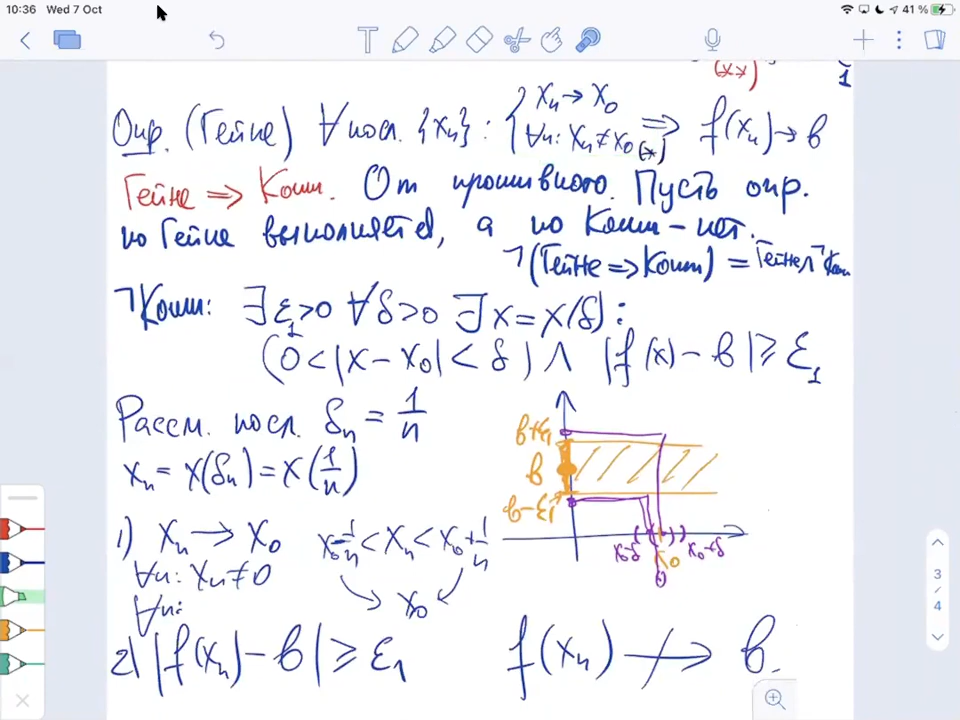 10:36 Wed 7 Oct
41 %
(**)
1
Опр. (Гейне) ∀ посл. {xₙ} : { xₙ → x₀
∀n: xₙ ≠ x₀ (*) ⇒ f(xₙ) → b
Гейне ⇒ Коши. От противного. Пусть опр.
по Гейне выполняется, а по Коши – нет.
¬(Гейне ⇒ Коши) = Гейне ∧ ¬Коши
¬Коши: ∃ε₁>0 ∀δ>0 ∃x = x(δ):
(0 < |x − x₀| < δ) ∧ |f(x) − b| ≥ ε₁
Рассм. посл. δₙ = 1/n
xₙ = x(δₙ) = x(1/n)
b+ε₁
b
b−ε₁
x₀−δ
x₀+δ
1) xₙ → x₀
x₀−1/n < xₙ < x₀+1/n
∀n: xₙ ≠ 0
x₀
∀n:
2) |f(xₙ) − b| ≥ ε₁
f(xₙ) ↛ b.
3
/
4